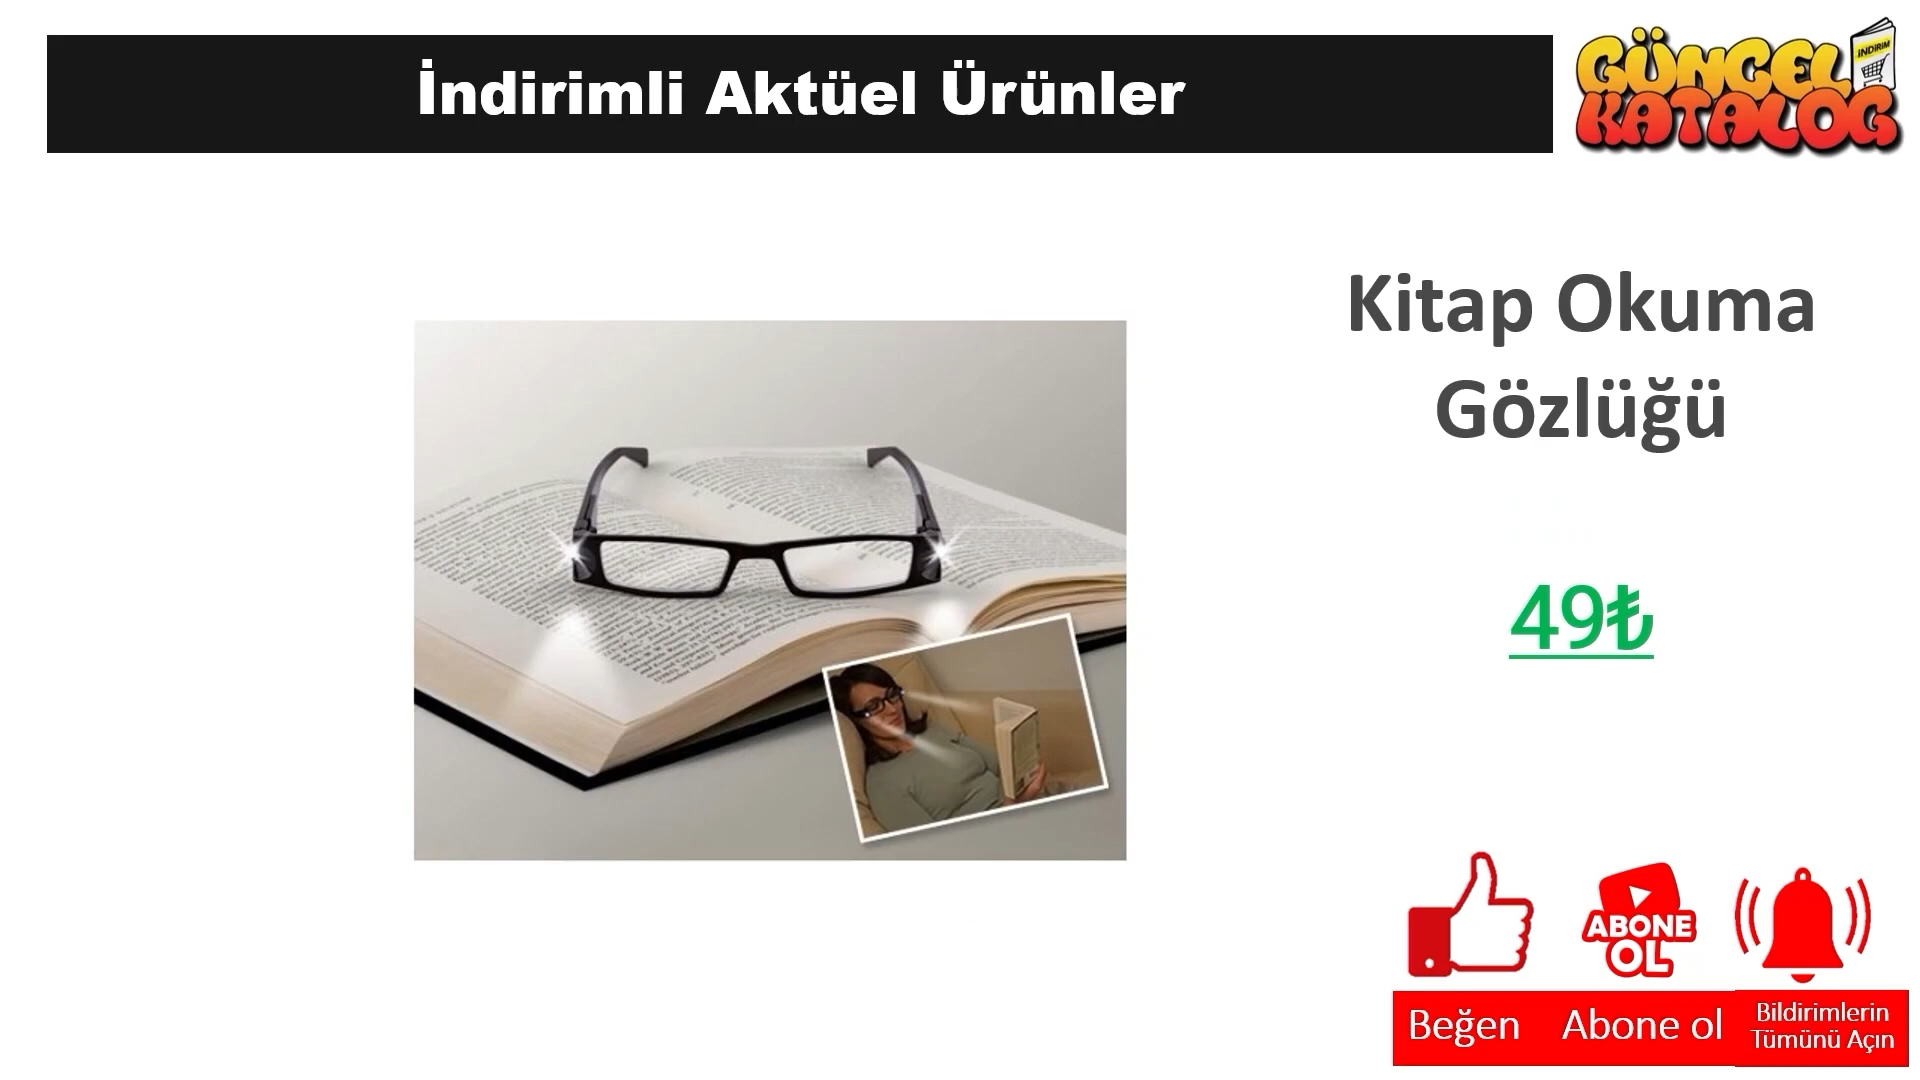 İndirimli Aktüel Ürünler
GÜNCEL
KATALOG
İNDİRİM
Kitap Okuma
Gözlüğü
49₺
ABONE
OL
Beğen
Abone ol
Bildirimlerin
Tümünü Açın